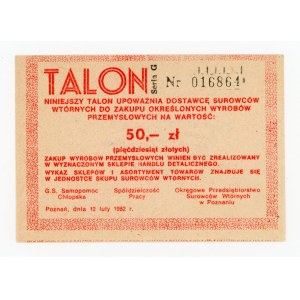 TALON Seria G Nr 016864
NINIEJSZY TALON UPOWAŻNIA DOSTAWCĘ SUROWCÓW
WTÓRNYCH DO ZAKUPU OKREŚLONYCH WYROBÓW
PRZEMYSŁOWYCH NA WARTOŚĆ:
50,— zł
(pięćdziesiąt złotych)
ZAKUP WYROBÓW PRZEMYSŁOWYCH WINIEN BYĆ ZREALIZOWANY
W WYZNACZONYM SKLEPIE HANDLU DETALICZNEGO.
WYKAZ SKLEPÓW I ASORTYMENT TOWARÓW ZNAJDUJE SIĘ
W JEDNOSTCE SKUPU SUROWCÓW WTÓRNYCH.
G.S. Samopomoc Spółdzielczość Okręgowe Przedsiębiorstwo
Chłopska Pracy Surowców Wtórnych
w Poznaniu
Poznań, dnia 12 luty 1982 r.